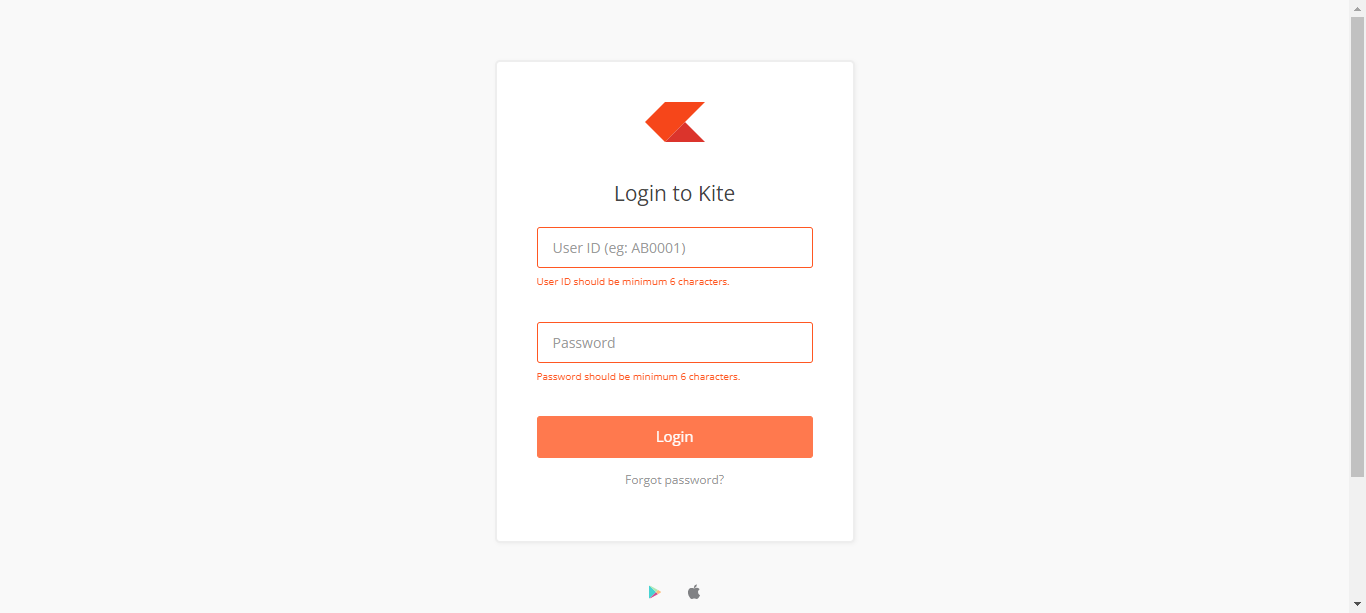 Login to Kite
User ID (eg: AB0001)
User ID should be minimum 6 characters.
Password
Password should be minimum 6 characters.
Login
Forgot password?